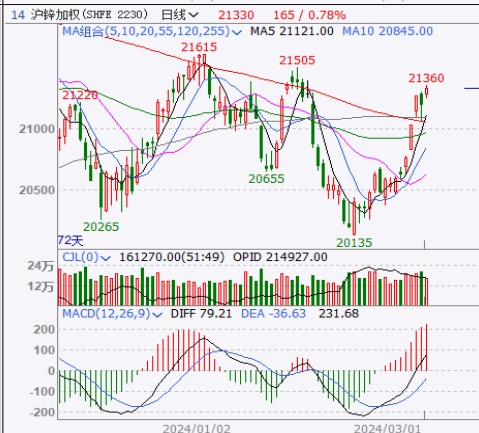 14 沪锌加权(SHFE 2230) 日线 21330 165 / 0.78%
MA组合(5,10,20,55,120,255) MA5 21121.00 MA10 20845.00
21615
21505
21360
21220
21000
20655
20500
20265
20135
72天
CJL(0) 161270.00(51:49) OPID 214927.00
24万
12万
MACD(12,26,9) DIFF 79.21 DEA -36.63 231.68
200
100
0
-100
-200
2024/01/02 2024/03/01